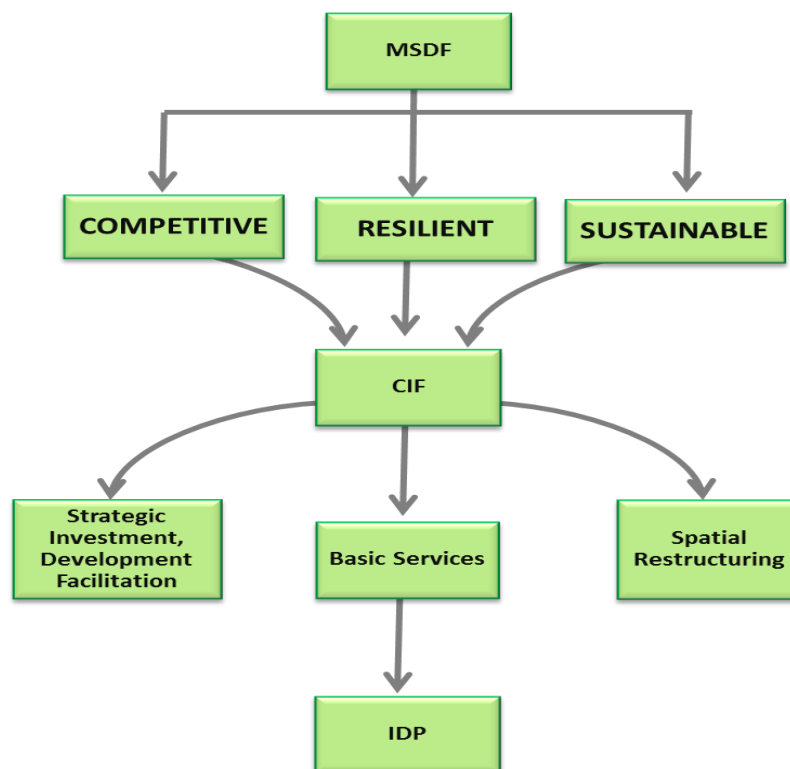 MSDF
COMPETITIVE
RESILIENT
SUSTAINABLE
CIF
Strategic
Investment,
Development
Facilitation
Basic Services
Spatial
Restructuring
IDP